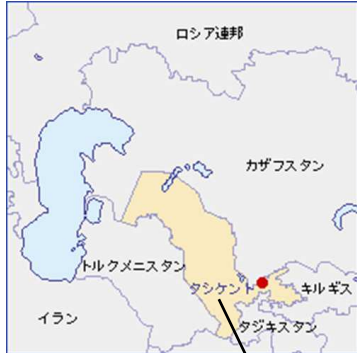 ロシア連邦
カザフスタン
トルクメニスタン
タシケント
キルギス
イラン
タジキスタン